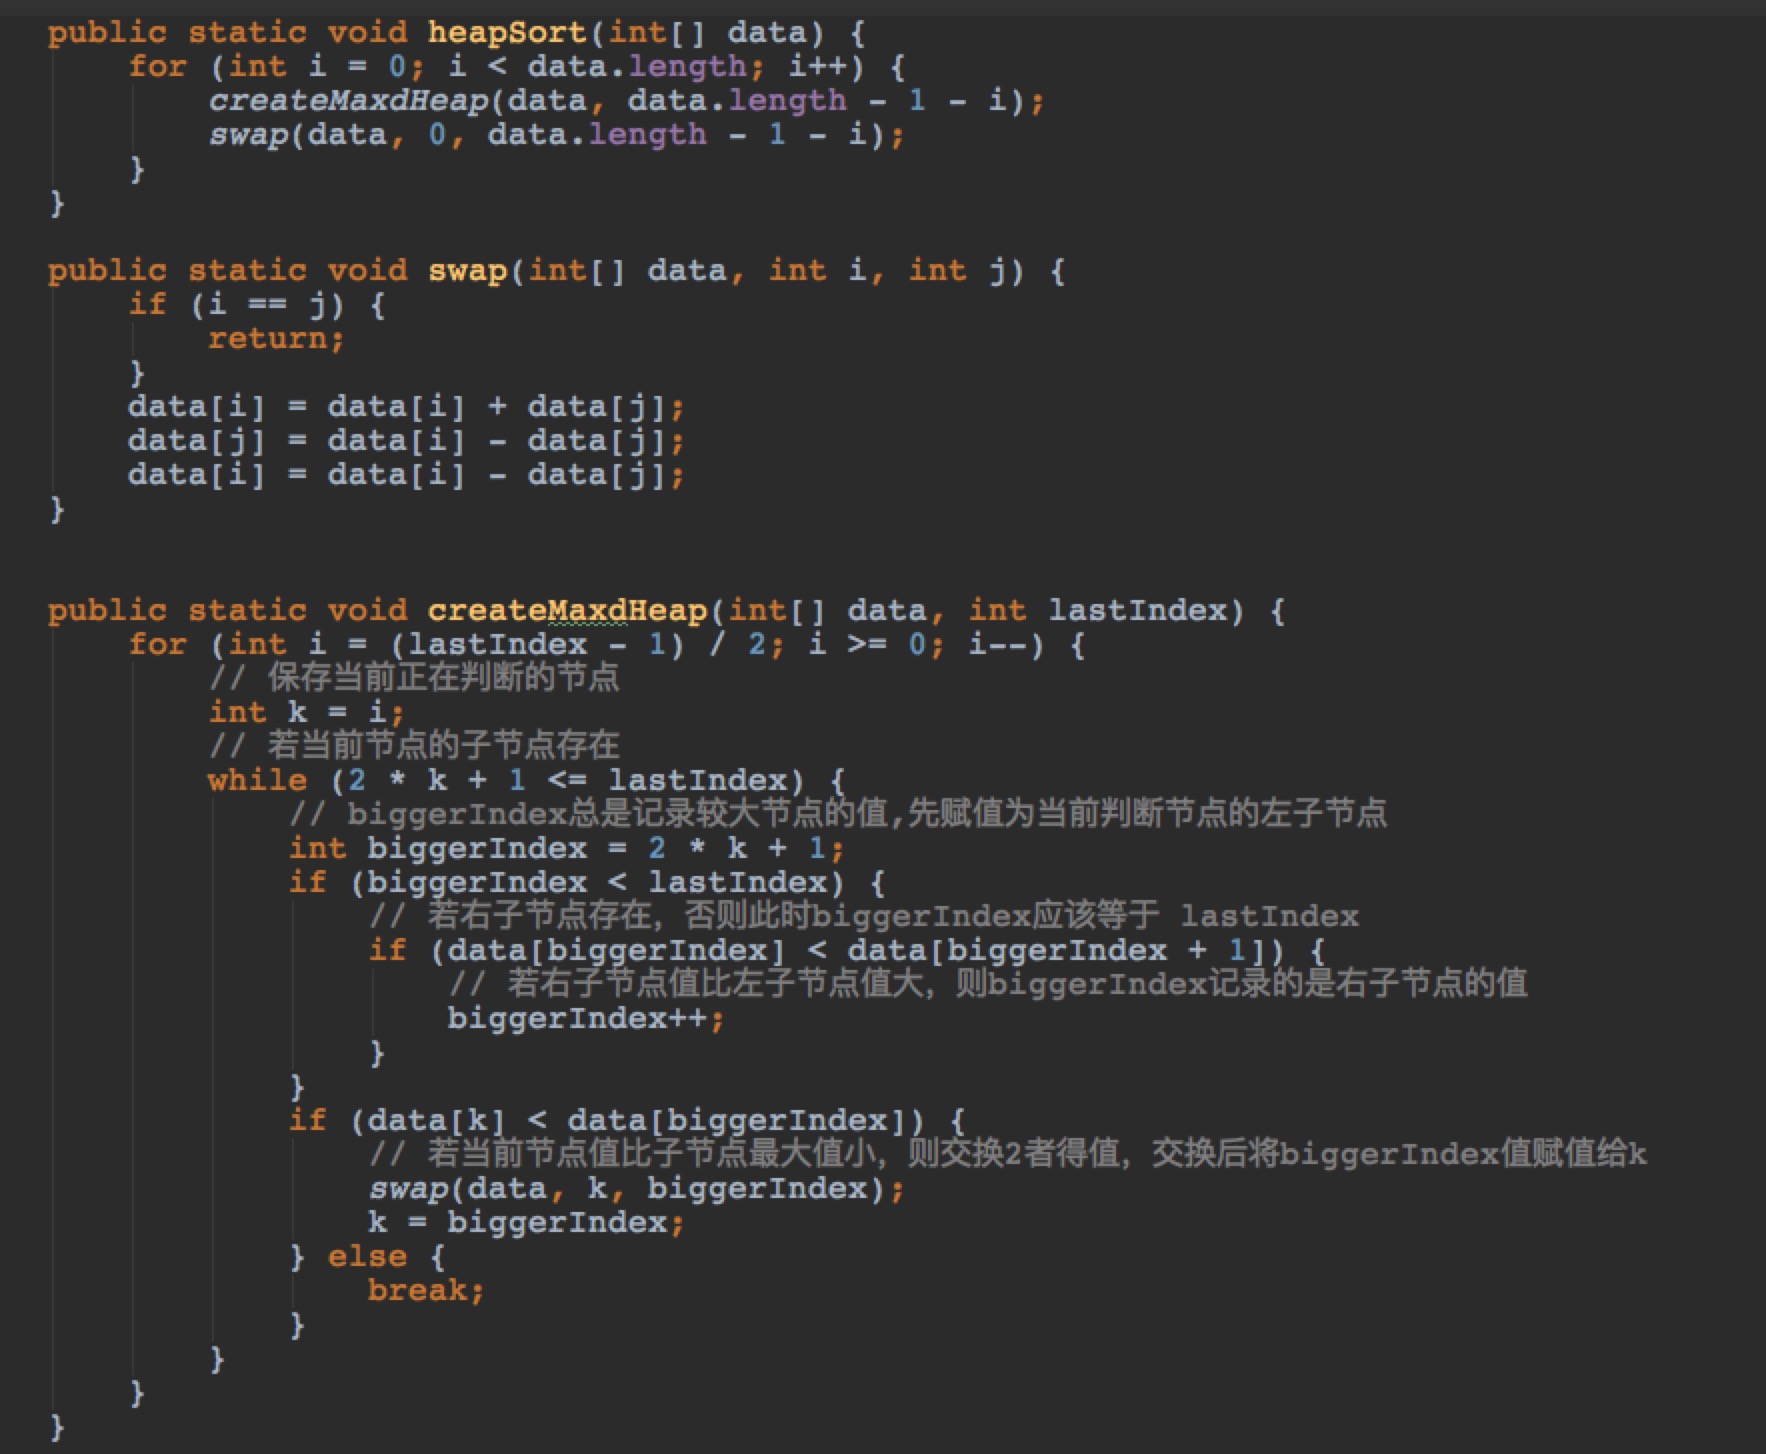 public static void heapSort(int[] data) {
    for (int i = 0; i < data.length; i++) {
        createMaxdHeap(data, data.length - 1 - i);
        swap(data, 0, data.length - 1 - i);
    }
}
public static void swap(int[] data, int i, int j) {
    if (i == j) {
        return;
    }
    data[i] = data[i] + data[j];
    data[j] = data[i] - data[j];
    data[i] = data[i] - data[j];
}
public static void createMaxdHeap(int[] data, int lastIndex) {
    for (int i = (lastIndex - 1) / 2; i >= 0; i--) {
        // 保存当前正在判断的节点
        int k = i;
        // 若当前节点的子节点存在
        while (2 * k + 1 <= lastIndex) {
            // biggerIndex总是记录较大节点的值,先赋值为当前判断节点的左子节点
            int biggerIndex = 2 * k + 1;
            if (biggerIndex < lastIndex) {
                // 若右子节点存在，否则此时biggerIndex应该等于 lastIndex
                if (data[biggerIndex] < data[biggerIndex + 1]) {
                    // 若右子节点值比左子节点值大，则biggerIndex记录的是右子节点的值
                    biggerIndex++;
                }
            }
            if (data[k] < data[biggerIndex]) {
                // 若当前节点值比子节点最大值小，则交换2者得值，交换后将biggerIndex值赋值给k
                swap(data, k, biggerIndex);
                k = biggerIndex;
            } else {
                break;
            }
        }
    }
}